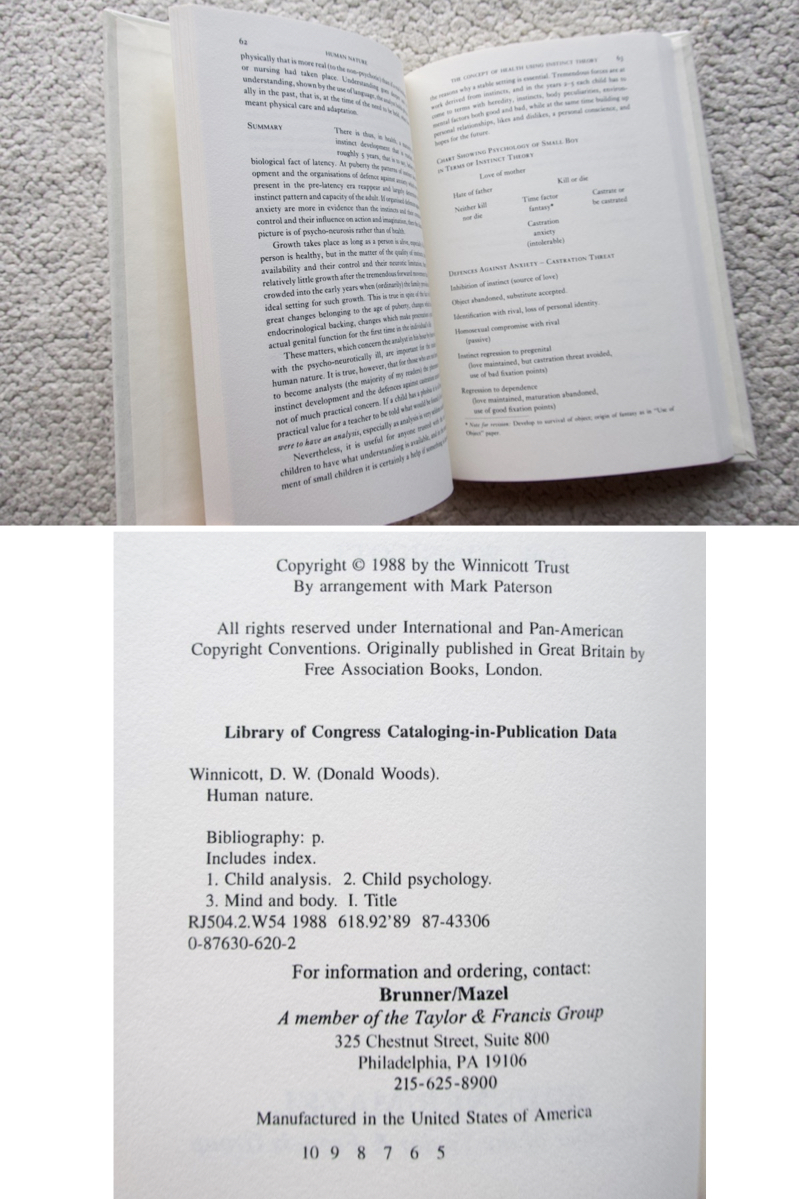 62
HUMAN NATURE
physically that is more real (to the non-psychotic)
or nursing had taken place. Understanding
understanding, shown by the use of language,
ally in the past, that is, at the time of the need to be
meant physical care and adaptation.
SUMMARY
There is thus, in health, a
instinct development that is
roughly 5 years, that is to say,
biological fact of latency. At puberty the patterns of
opment and the organisations of defence against anxiety
present in the pre-latency era reappear and largely
instinct pattern and capacity of the adult. If organised
anxiety are more in evidence than the instincts and their
control and their influence on action and imagination,
picture is of psycho-neurosis rather than of health.
Growth takes place as long as a person is alive,
person is healthy, but in the matter of the quality of
availability and their control and their neurotic
relatively little growth after the tremendous forward
crowded into the early years when (ordinarily) the family
ideal setting for such growth. This is true in spite of the
great changes belonging to the age of puberty, changes
endocrinological backing, changes which make
actual genital function for the first time in the individual
These matters, which concern the analyst in his
with the psycho-neurotically ill, are important
human nature. It is true, however, that for those who
to become analysts (the majority of my readers) the
instinct development and the defences against
not of much practical concern. If a child has a phobia
practical value for a teacher to be told what would be
were to have an analysis, especially as analysis is very
Nevertheless, it is useful for anyone
children to have what understanding is available,
ment of small children it is certainly a help if something
THE CONCEPT OF HEALTH USING INSTINCT THEORY
63
the reasons why a stable setting is essential. Tremendous forces are at
work derived from instincts, and in the years 2–5 each child has to
come to terms with heredity, instincts, body peculiarities, environ-
mental factors both good and bad, while at the same time building up
personal relationships, likes and dislikes, a personal conscience, and
hopes for the future.
CHART SHOWING PSYCHOLOGY OF SMALL BOY
IN TERMS OF INSTINCT THEORY
Love of mother
Hate of father
Kill or die
Neither kill
nor die
Time factor
fantasy*
Castrate or
be castrated
Castration
anxiety
(intolerable)
DEFENCES AGAINST ANXIETY – CASTRATION THREAT
Inhibition of instinct (source of love)
Object abandoned, substitute accepted.
Identification with rival, loss of personal identity.
Homosexual compromise with rival
(passive)
Instinct regression to pregenital
(love maintained, but castration threat avoided,
use of bad fixation points)
Regression to dependence
(love maintained, maturation abandoned,
use of good fixation points)
* Note for revision: Develop to survival of object; origin of fantasy as in "Use of
Object" paper.
Copyright © 1988 by the Winnicott Trust
By arrangement with Mark Paterson
All rights reserved under International and Pan-American
Copyright Conventions. Originally published in Great Britain by
Free Association Books, London.
Library of Congress Cataloging-in-Publication Data
Winnicott, D. W. (Donald Woods).
Human nature.
Bibliography: p.
Includes index.
1. Child analysis. 2. Child psychology.
3. Mind and body. I. Title
RJ504.2.W54 1988 618.92'89 87-43306
0-87630-620-2
For information and ordering, contact:
Brunner/Mazel
A member of the Taylor & Francis Group
325 Chestnut Street, Suite 800
Philadelphia, PA 19106
215-625-8900
Manufactured in the United States of America
10 9 8 7 6 5